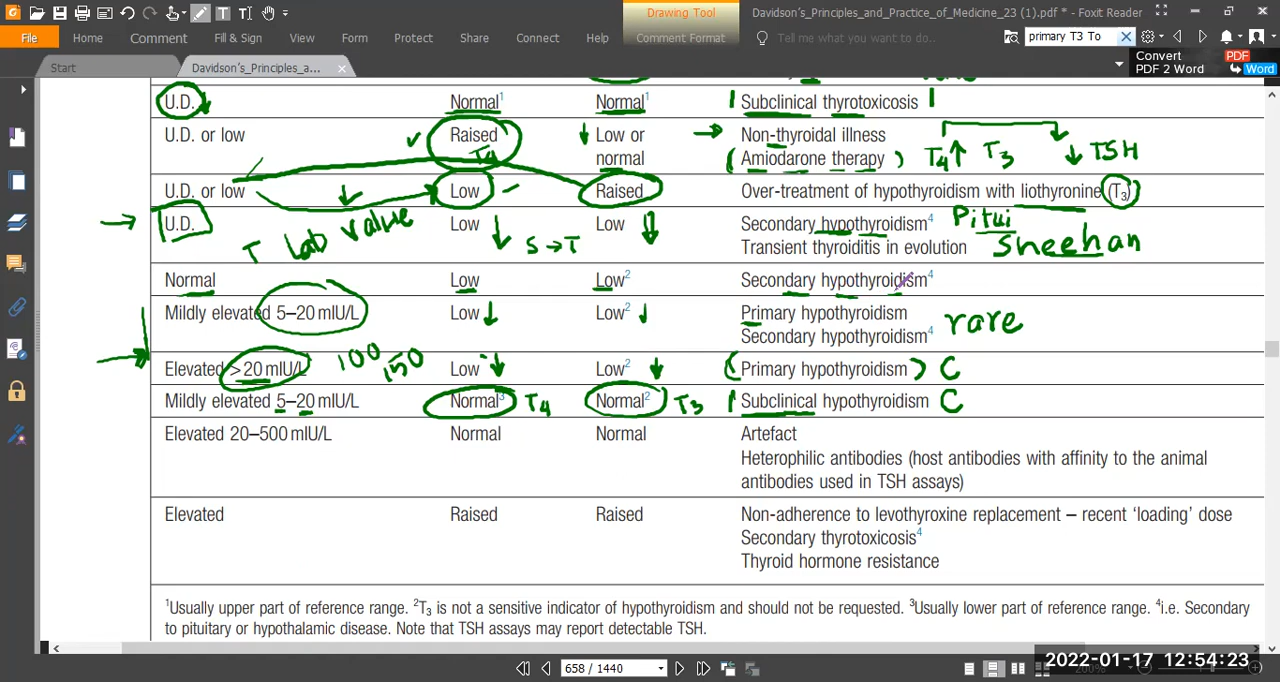 Drawing Tool
Davidson's_Principles_and_Practice_of_Medicine_23 (1).pdf * - Foxit Reader
File Home Comment Fill & Sign View Form Protect Share Connect Help Comment Format Tell me what you want to do.. primary T3 To
Start Davidson's_Principles_a...
Convert PDF
PDF 2 Word Word
U.D. Normal1 Normal1 Subclinical thyrotoxicosis
U.D. or low Raised Low or Non-thyroidal illness
T4 normal Amiodarone therapy T4 T3 TSH
U.D. or low Low Raised Over-treatment of hypothyroidism with liothyronine (T3)
U.D. Low Low Secondary hypothyroidism4 Pitui
T Lab value S → T Transient thyroiditis in evolution Sheehan
Normal Low Low2 Secondary hypothyroidism4
Mildly elevated 5–20 mIU/L Low Low2 Primary hypothyroidism
Secondary hypothyroidism4 rare
Elevated >20 mIU/L 100 150 Low Low2 Primary hypothyroidism C
Mildly elevated 5–20 mIU/L Normal3 T4 Normal2 T3 Subclinical hypothyroidism C
Elevated 20–500 mIU/L Normal Normal Artefact
Heterophilic antibodies (host antibodies with affinity to the animal
antibodies used in TSH assays)
Elevated Raised Raised Non-adherence to levothyroxine replacement – recent 'loading' dose
Secondary thyrotoxicosis4
Thyroid hormone resistance
1Usually upper part of reference range. 2T3 is not a sensitive indicator of hypothyroidism and should not be requested. 3Usually lower part of reference range. 4i.e. Secondary
to pituitary or hypothalamic disease. Note that TSH assays may report detectable TSH.
658 / 1440
2022-01-17 12:54:23